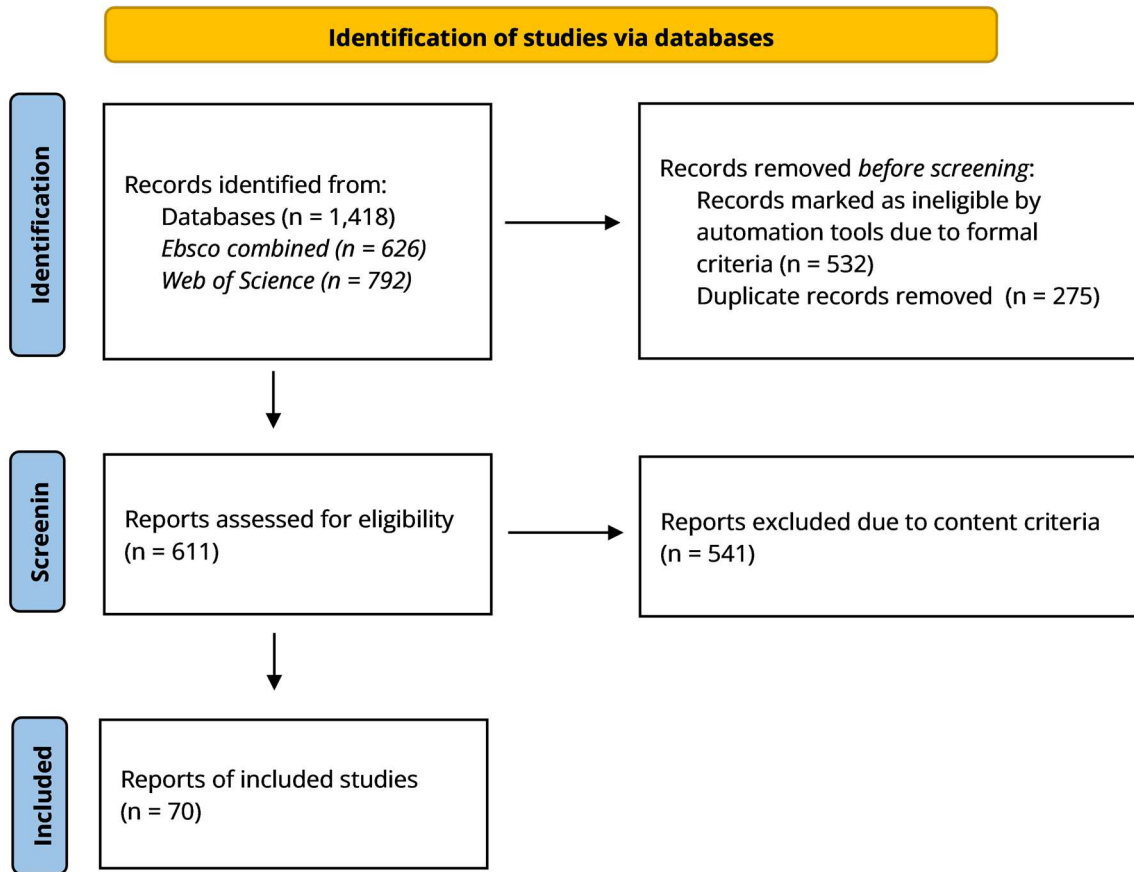 Identification of studies via databases
Identification
Records identified from:
Databases (n = 1,418)
Ebsco combined (n = 626)
Web of Science (n = 792)
Records removed before screening:
Records marked as ineligible by
automation tools due to formal
criteria (n = 532)
Duplicate records removed  (n = 275)
Screenin
Reports assessed for eligibility
(n = 611)
Reports excluded due to content criteria
(n = 541)
Included
Reports of included studies
(n = 70)